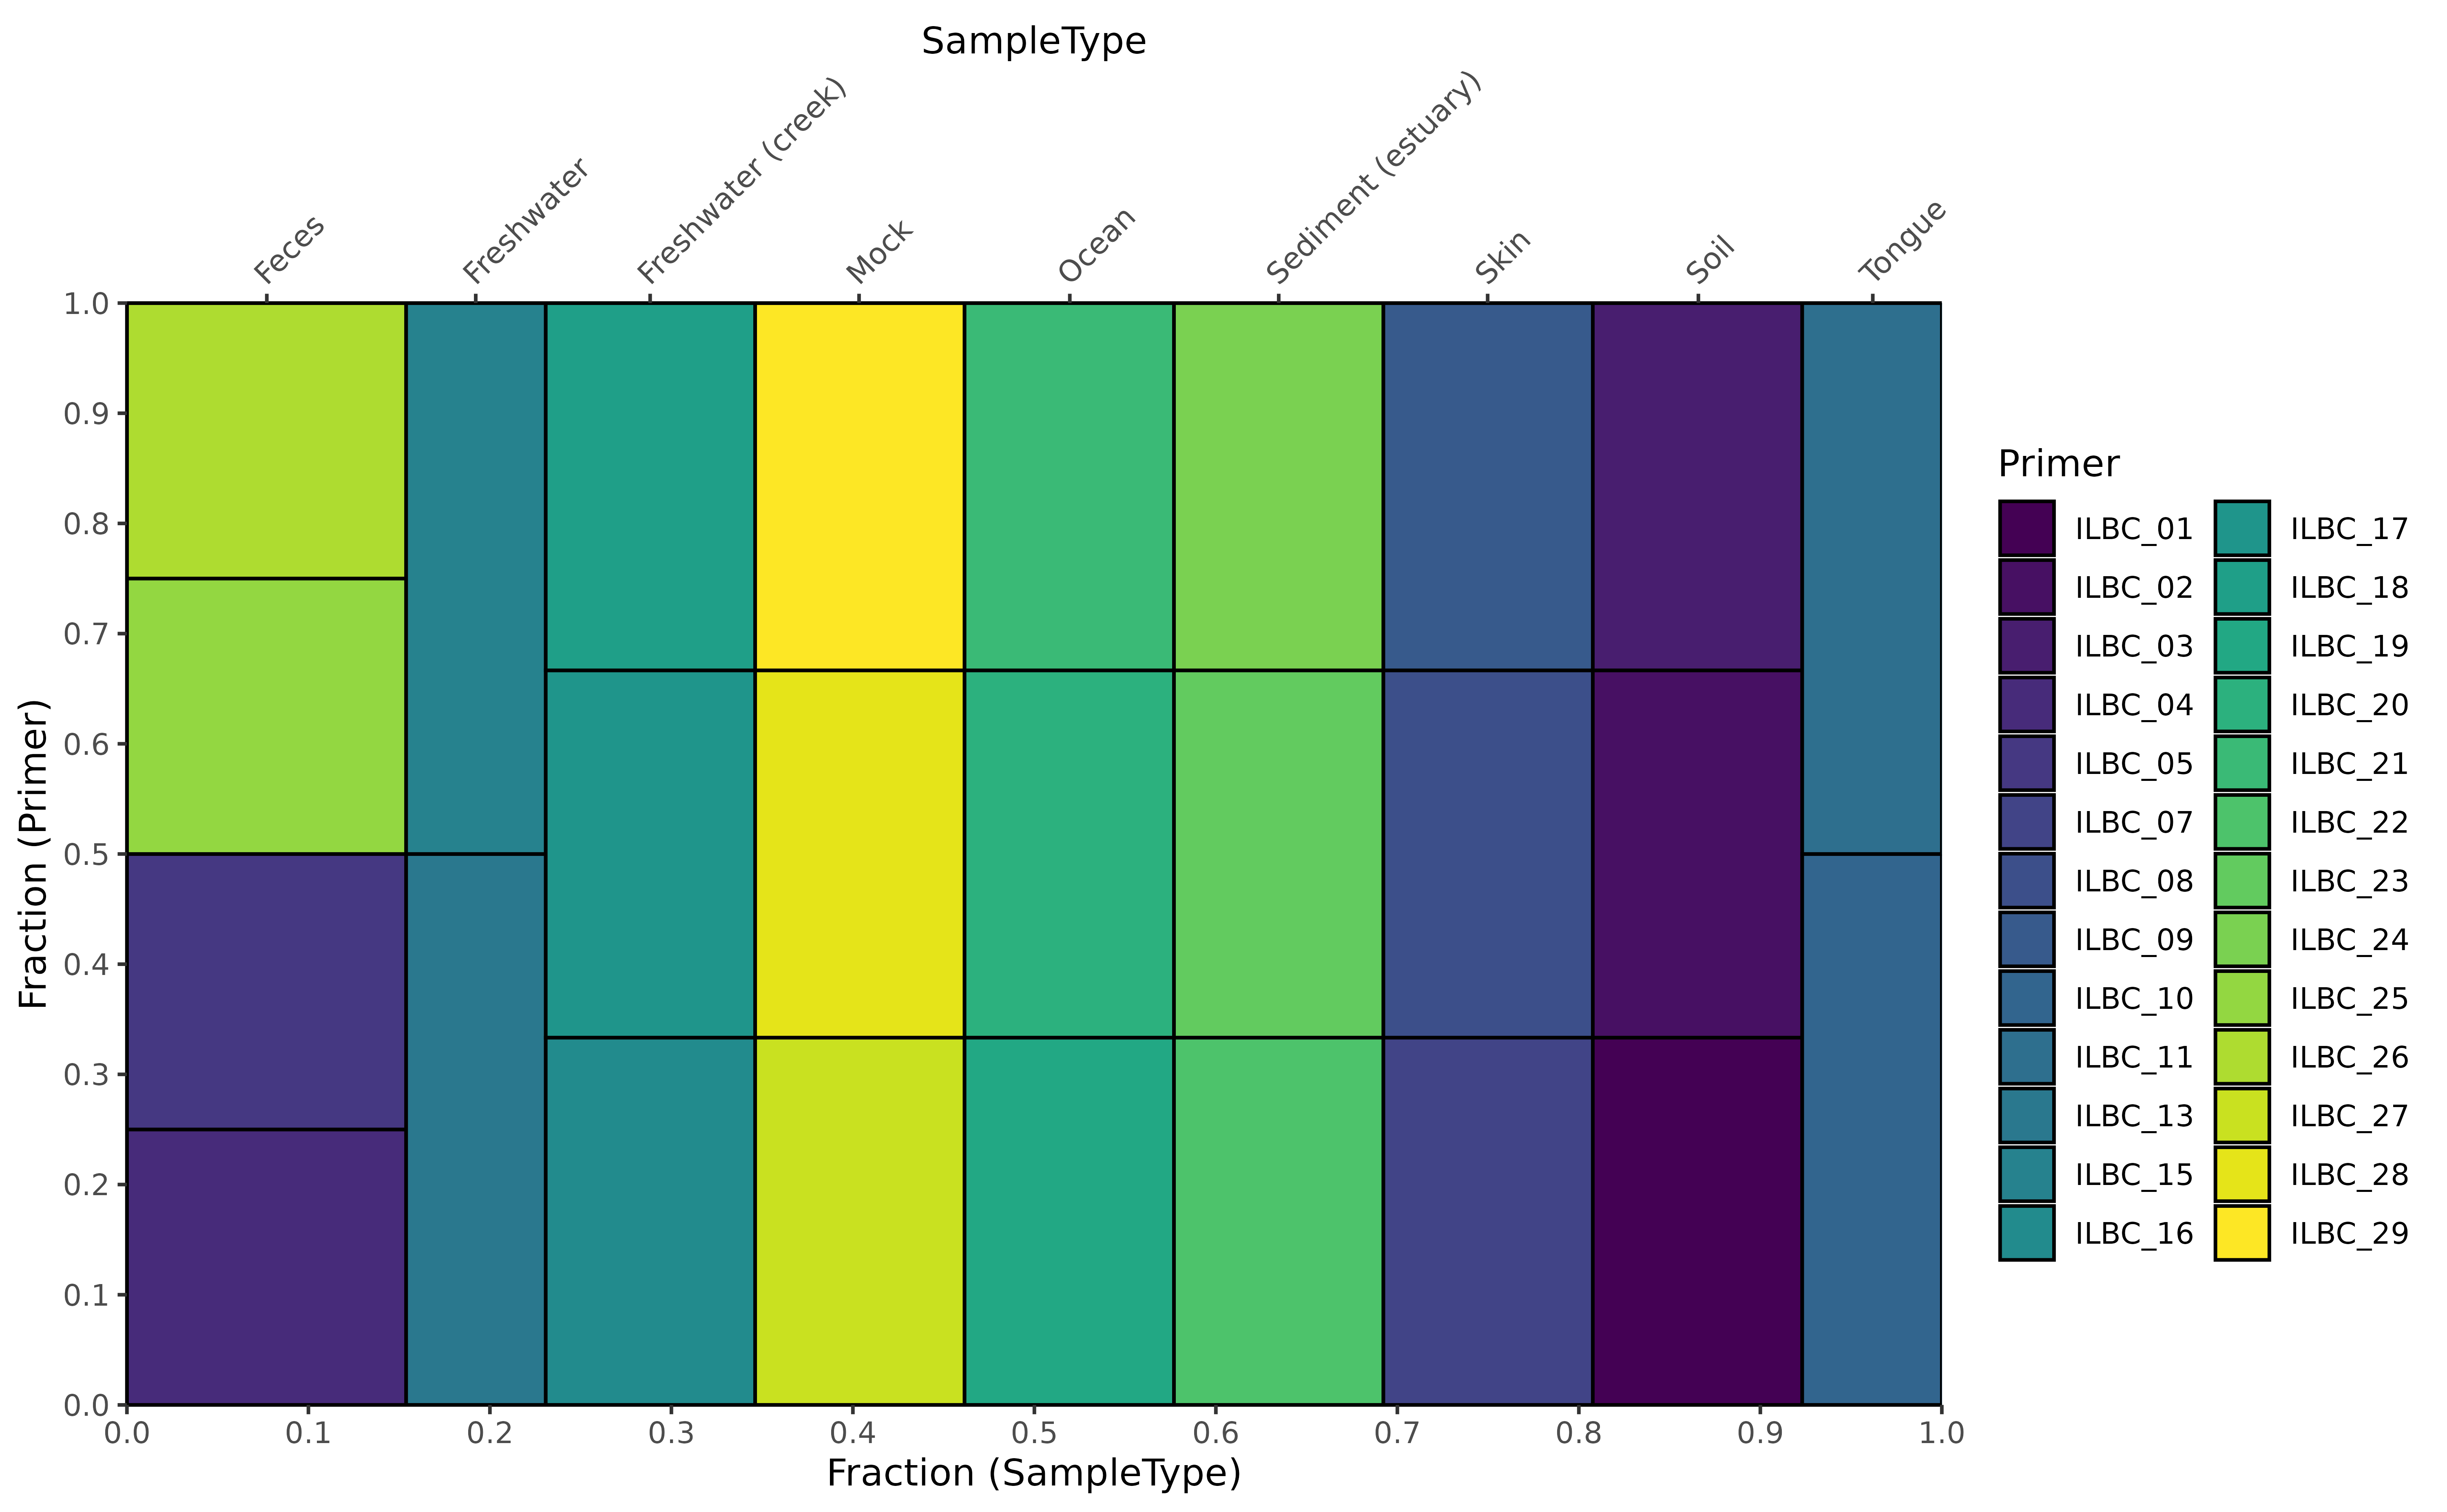 SampleType
Feces
Freshwater
Freshwater (creek)
Mock
Ocean
Sediment (estuary)
Skin
Soil
Tongue
1.0
0.9
0.8
0.7
0.6
0.5
0.4
0.3
0.2
0.1
0.0
Fraction (Primer)
0.0 0.1 0.2 0.3 0.4 0.5 0.6 0.7 0.8 0.9 1.0
Fraction (SampleType)
Primer
ILBC_01 ILBC_17
ILBC_02 ILBC_18
ILBC_03 ILBC_19
ILBC_04 ILBC_20
ILBC_05 ILBC_21
ILBC_07 ILBC_22
ILBC_08 ILBC_23
ILBC_09 ILBC_24
ILBC_10 ILBC_25
ILBC_11 ILBC_26
ILBC_13 ILBC_27
ILBC_15 ILBC_28
ILBC_16 ILBC_29